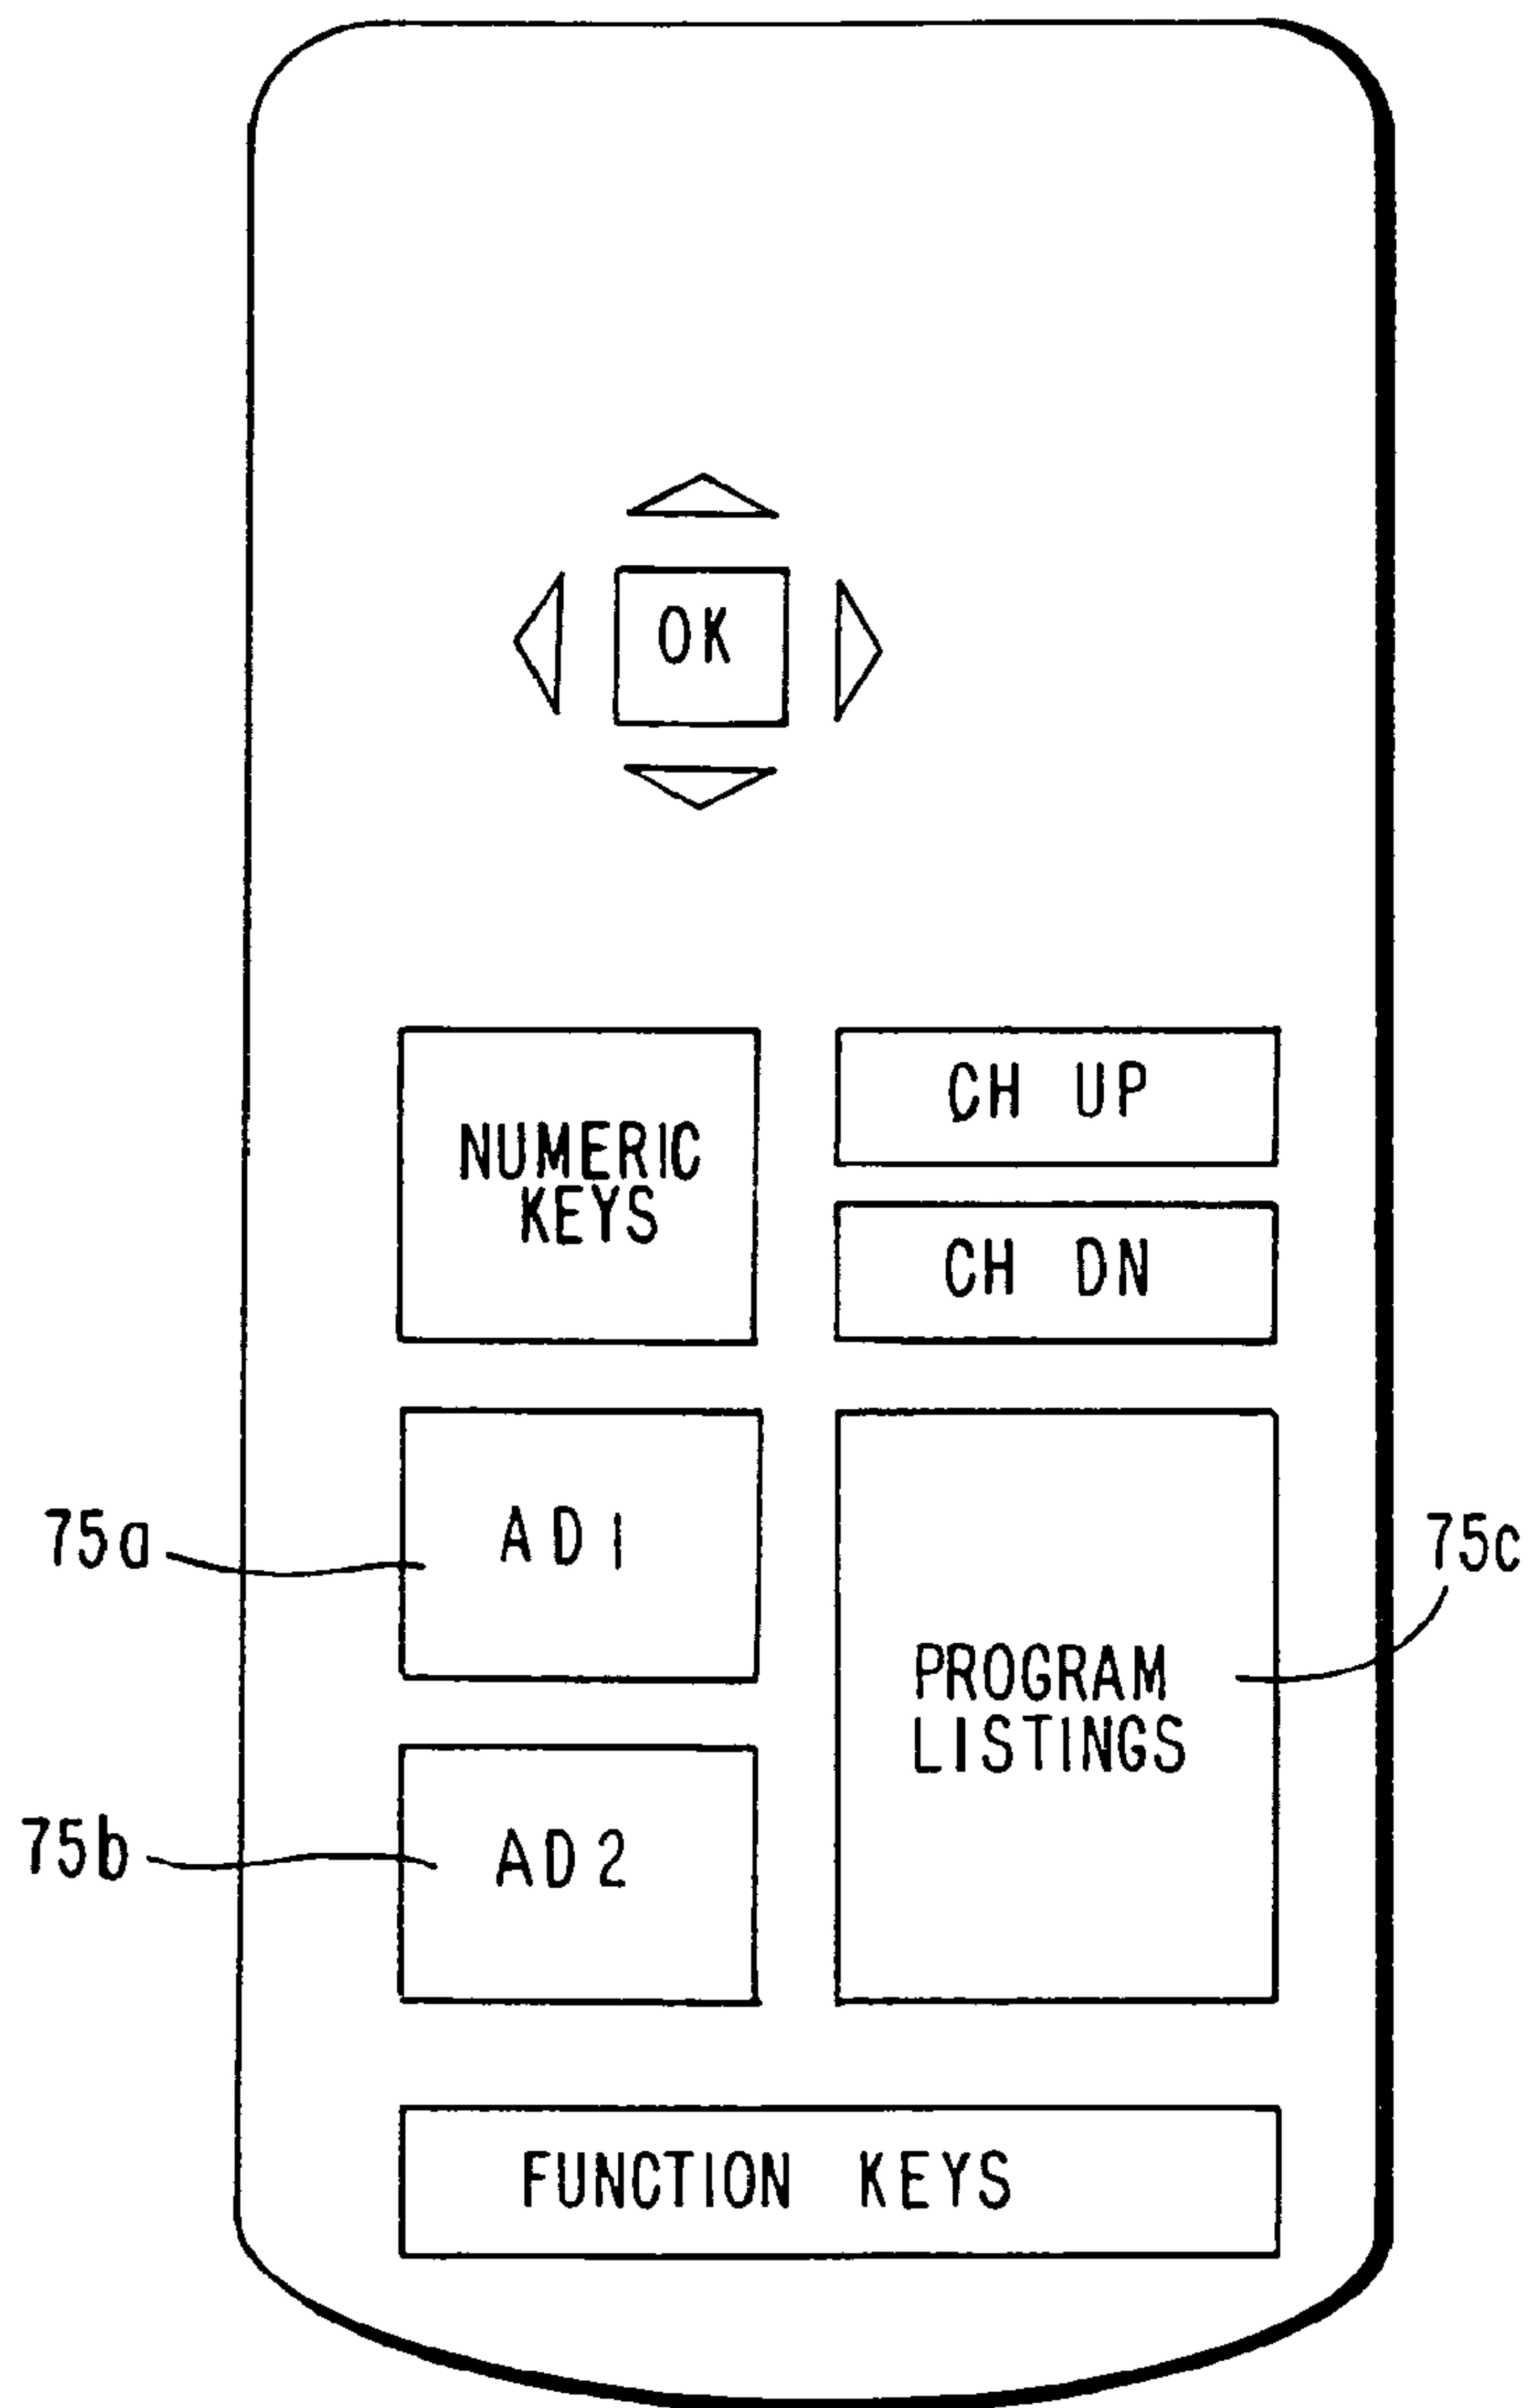 OK
NUMERIC
KEYS
CH UP
CH DN
75a
AD1
75c
PROGRAM
LISTINGS
75b
AD2
FUNCTION KEYS